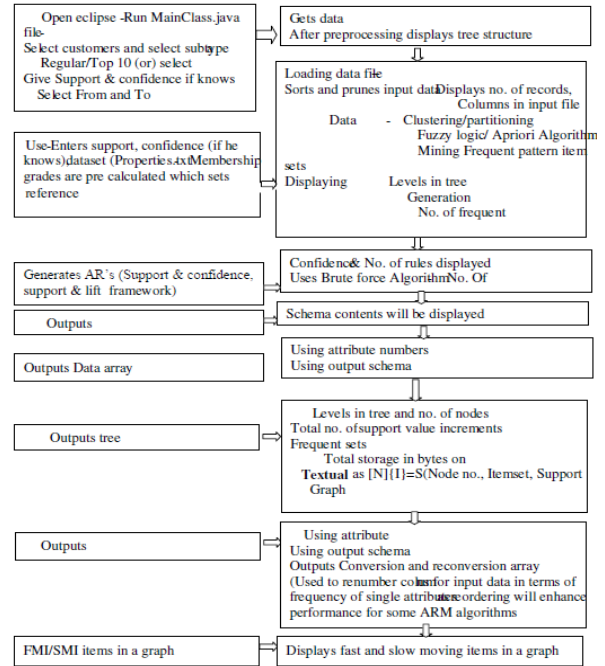 Open eclipse -Run MainClass.java
file-
Select customers and select subtype
Regular/Top 10 (or) select
Give Support & confidence if knows
Select From and To
Gets data
After preprocessing displays tree structure
Loading data file-
Sorts and prunes input data Displays no. of records,
Columns in input file
Data - Clustering/partitioning
Fuzzy logic/ Apriori Algorithm
Mining Frequent pattern item
sets
Displaying Levels in tree
Generation
No. of frequent
Use-Enters support, confidence (if he
knows)dataset (Properties.txtMembership
grades are pre calculated which sets
reference
Confidence& No. of rules displayed
Uses Brute force Algorithm-No. Of
Generates AR's (Support & confidence,
support & lift framework)
Schema contents will be displayed
Outputs
Using attribute numbers
Using output schema
Outputs Data array
Levels in tree and no. of nodes
Total no. of support value increments
Frequent sets
Total storage in bytes on
Textual as [N]{I}=S(Node no., Itemset, Support
Graph
Outputs tree
Using attribute
Using output schema
Outputs Conversion and reconversion array
(Used to renumber colums for input data in terms of
frequency of single attributes reordering will enhance
performance for some ARM algorithms
Outputs
FMI/SMI items in a graph
Displays fast and slow moving items in a graph